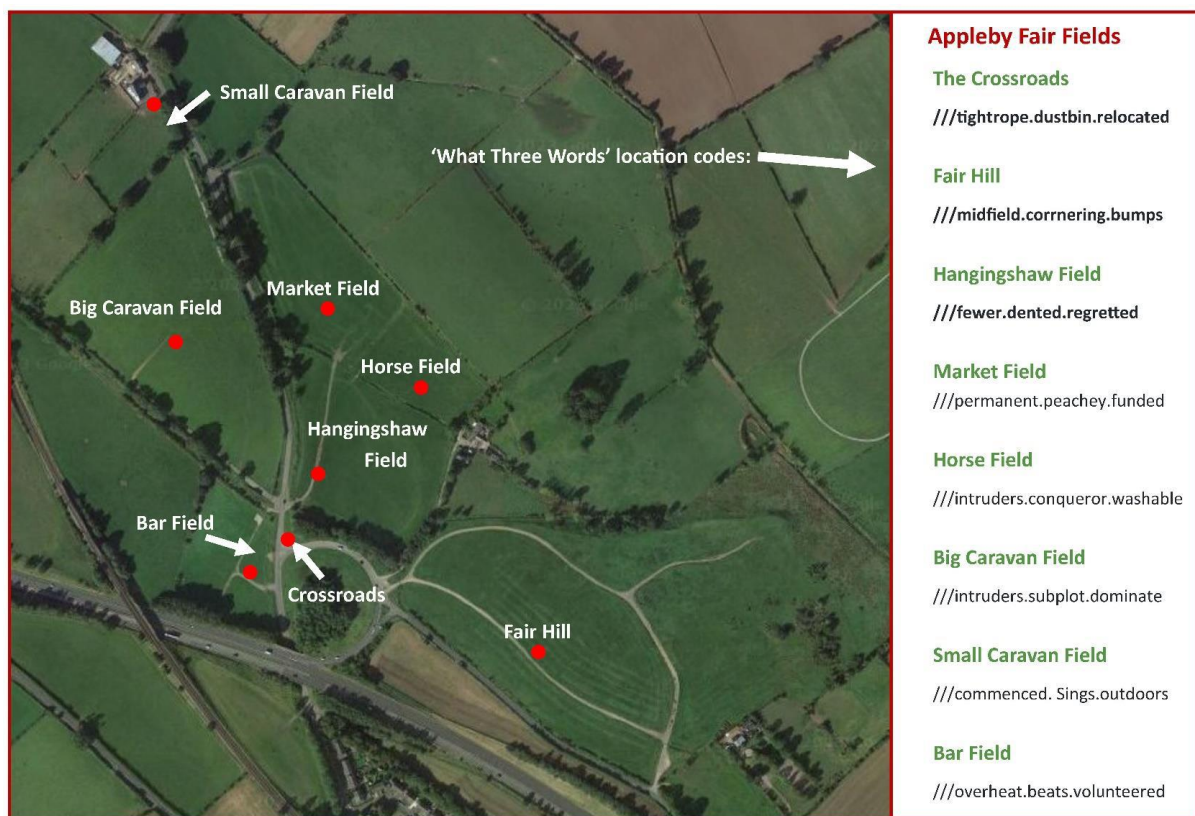 Small Caravan Field
'What Three Words' location codes:
Market Field
Big Caravan Field
Horse Field
Hangingshaw
Field
Bar Field
Crossroads
Fair Hill
Appleby Fair Fields
The Crossroads
///tightrope.dustbin.relocated
Fair Hill
///midfield.corrnering.bumps
Hangingshaw Field
///fewer.dented.regretted
Market Field
///permanent.peachey.funded
Horse Field
///intruders.conqueror.washable
Big Caravan Field
///intruders.subplot.dominate
Small Caravan Field
///commenced. Sings.outdoors
Bar Field
///overheat.beats.volunteered